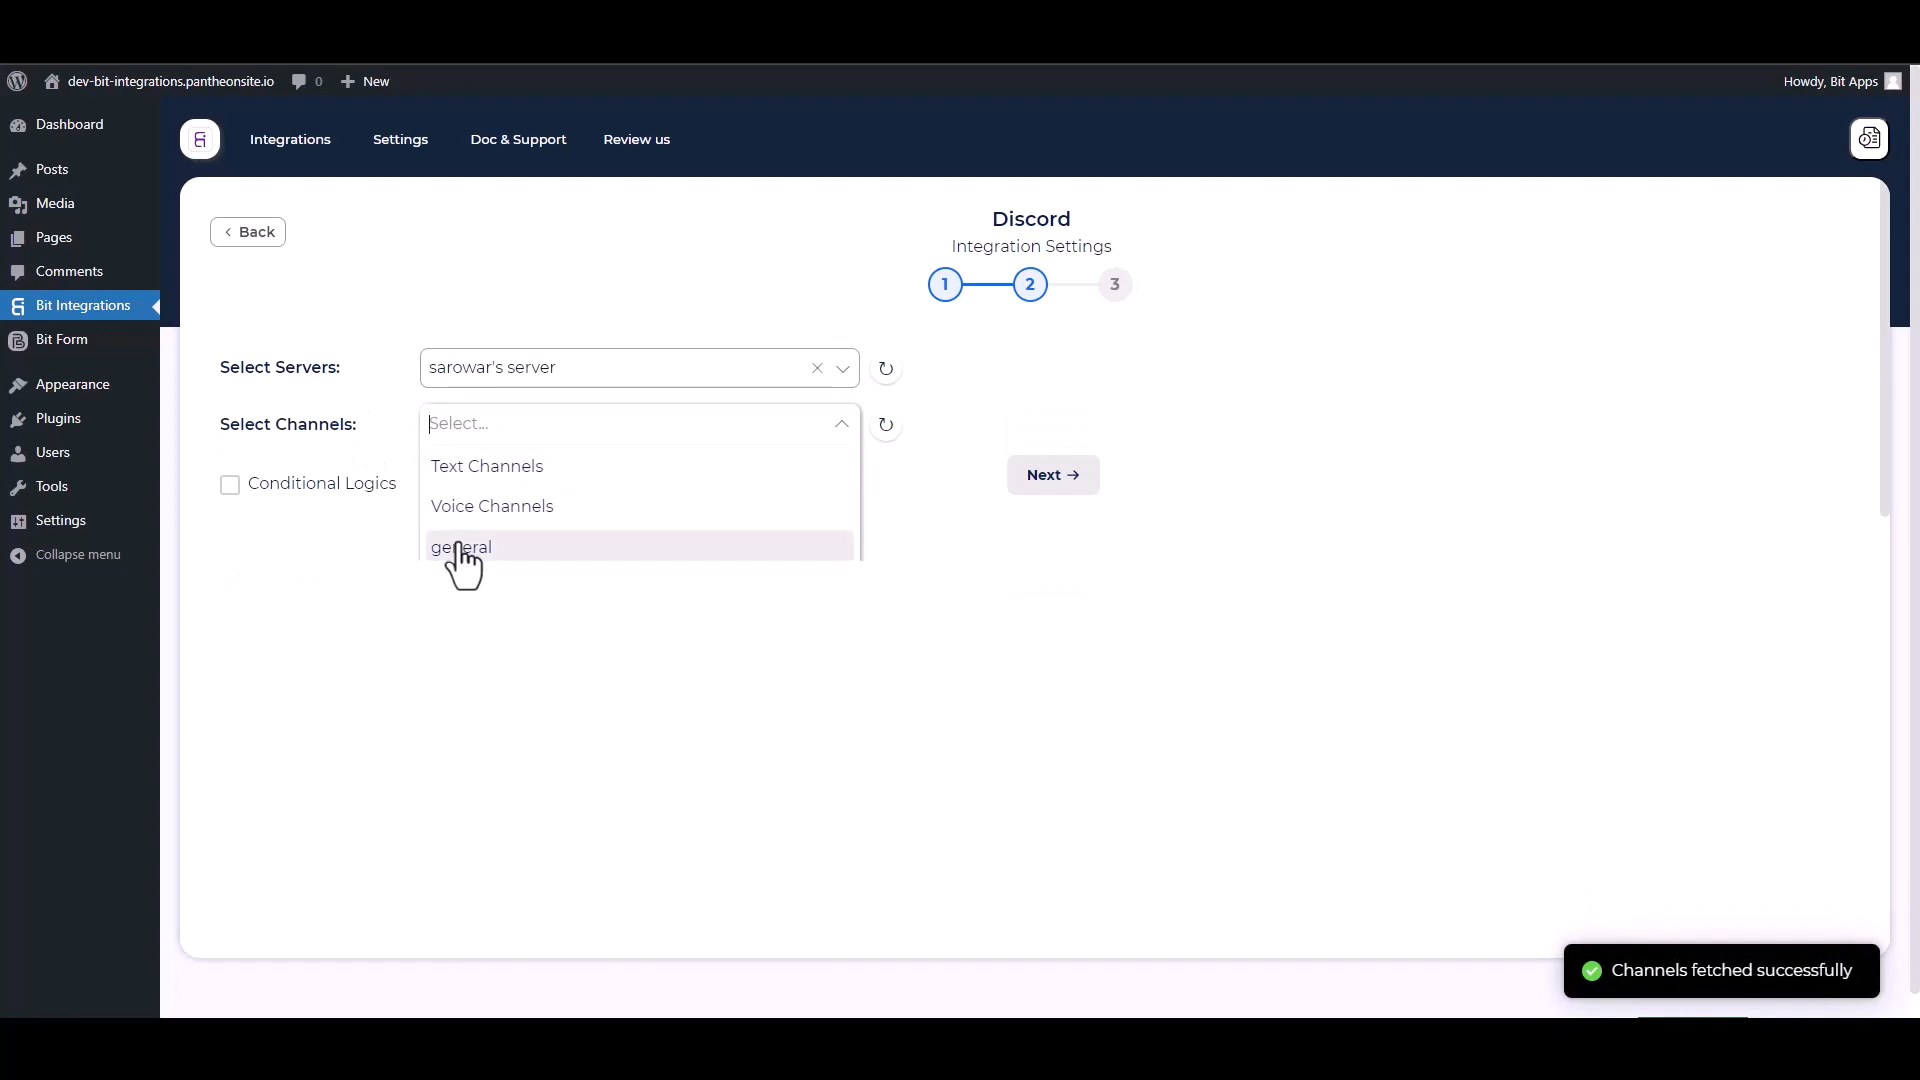 dev-bit-integrations.pantheonsite.io 0 New Howdy, Bit Apps
Dashboard
Posts
Media
Pages
Comments
Bit Integrations
Bit Form
Appearance
Plugins
Users
Tools
Settings
Collapse menu
Integrations Settings Doc & Support Review us
Back
Discord
Integration Settings
1 2 3
Select Servers: sarowar's server
Select Channels: Select...
Text Channels
Voice Channels
general
Conditional Logics
Next →
Channels fetched successfully